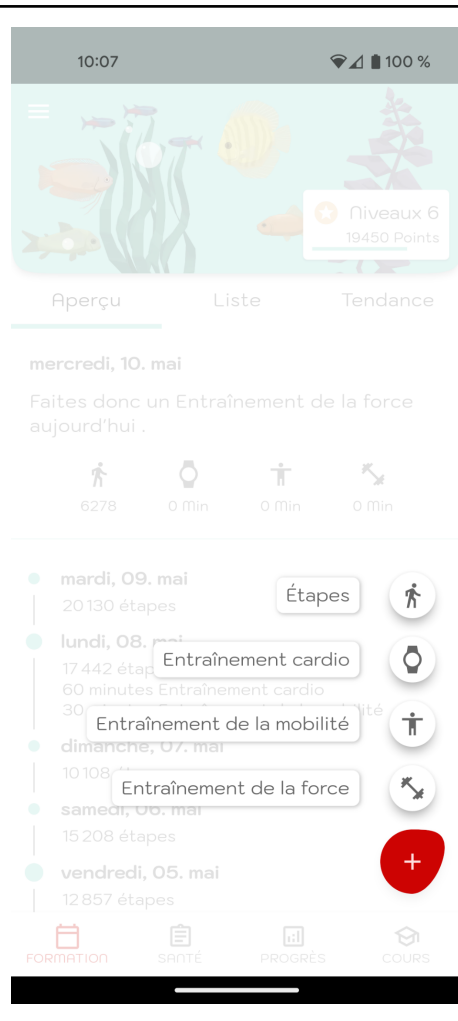 10:07
100 %
Niveaux 6
19450 Points
Aperçu
Liste
Tendance
mercredi, 10. mai
Faites donc un Entraînement de la force
aujourd'hui .
6278
0 Min
0 Min
0 Min
mardi, 09. mai
20 130 étapes
Étapes
lundi, 08. mai
17 442 étap
Entraînement cardio
60 minutes Entraînement cardio
30
Entraînement de la mobilité
dimanche, 07. mai
10 108
Entraînement de la force
samedi, 06. mai
15 208 étapes
vendredi, 05. mai
12 857 étapes
FORMATION
SANTÉ
PROGRÈS
COURS